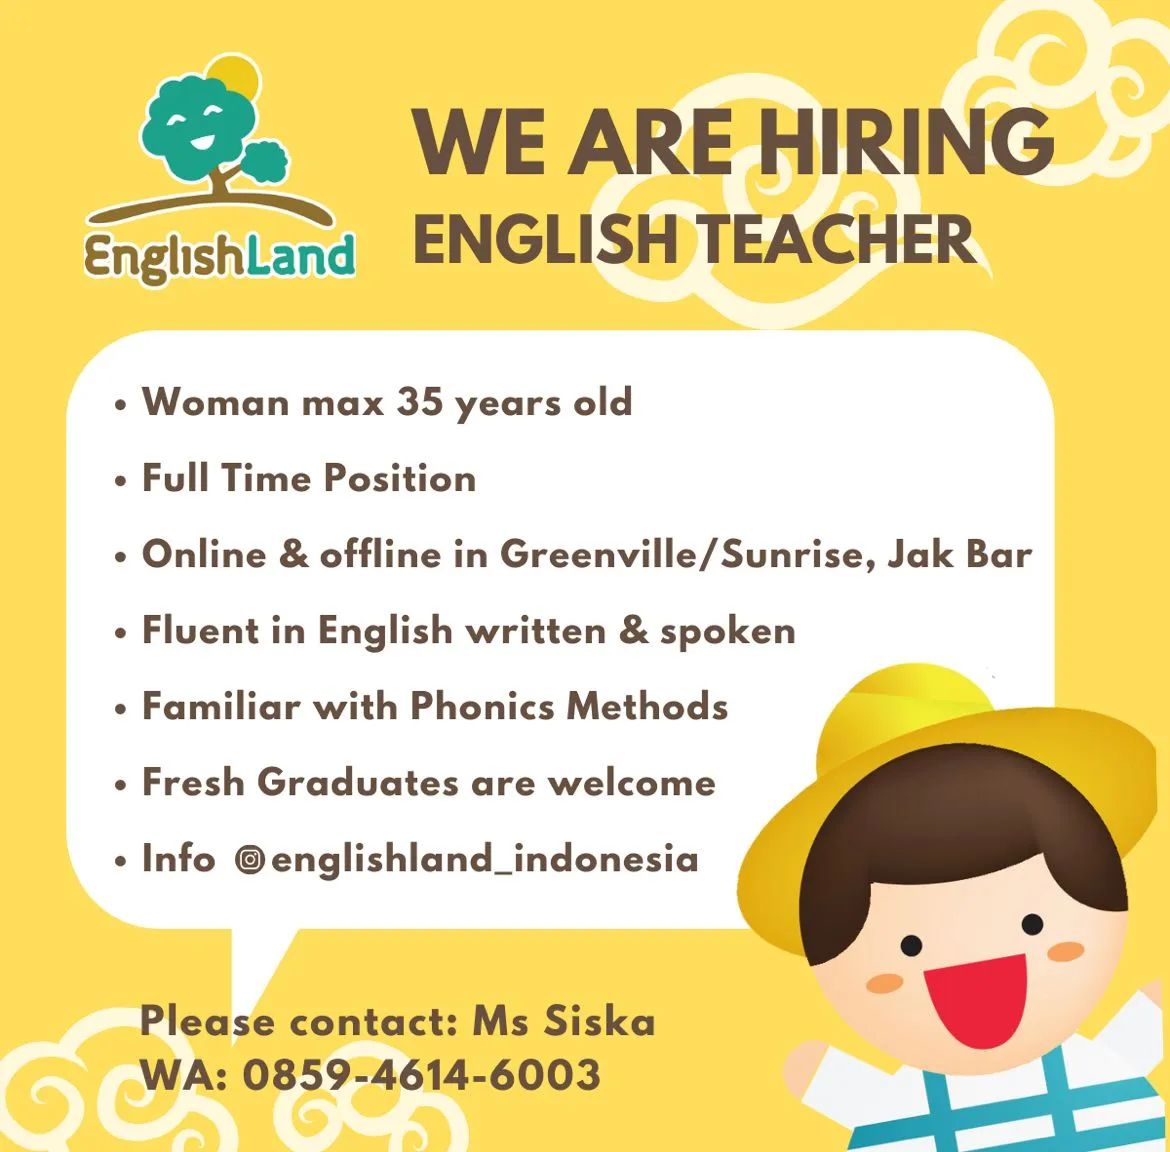 EnglishLand
WE ARE HIRING
ENGLISH TEACHER
• Woman max 35 years old
• Full Time Position
• Online & offline in Greenville/Sunrise, Jak Bar
• Fluent in English written & spoken
• Familiar with Phonics Methods
• Fresh Graduates are welcome
• Info @englishland_indonesia
Please contact: Ms Siska
WA: 0859-4614-6003